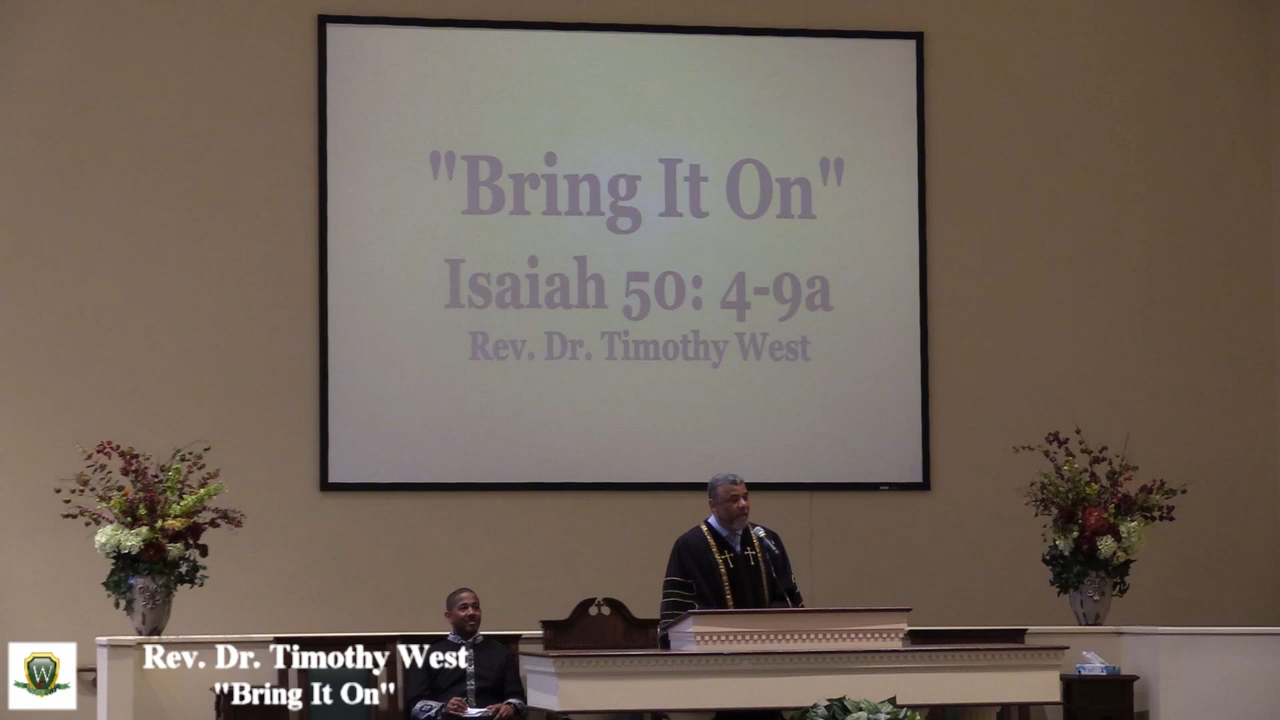 "Bring It On"
Isaiah 50: 4-9a
Rev. Dr. Timothy West
W
Rev. Dr. Timothy West
"Bring It On"